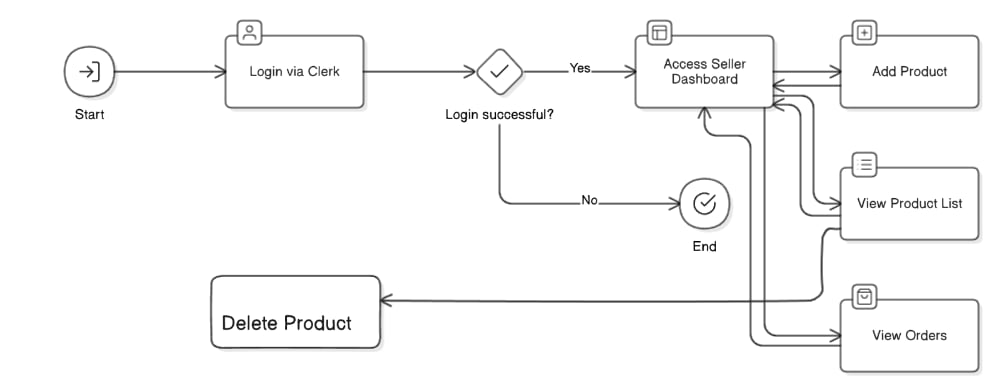 Start
Login via Clerk
Login successful?
Yes
No
End
Access Seller
Dashboard
Add Product
View Product List
View Orders
Delete Product